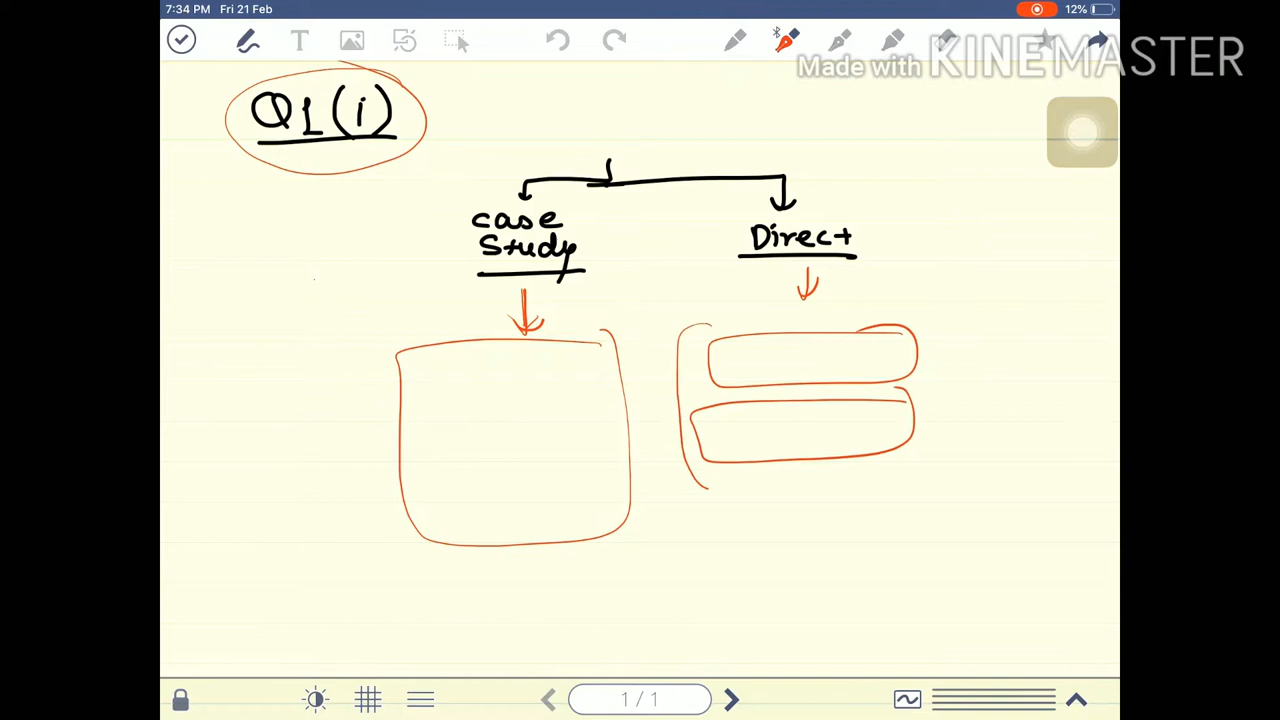 7:34 PM Fri 21 Feb
12%
T
Made with KINEMASTER
Q1(i)
case
Study
Direct
1 / 1